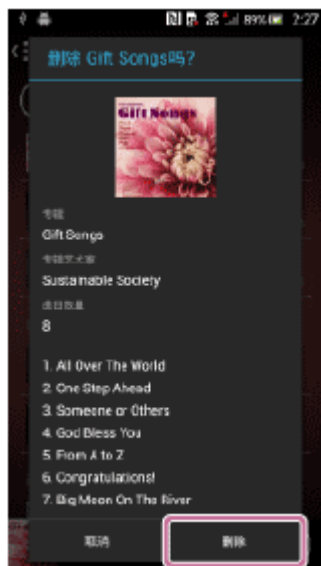 89% 2:27
删除 Gift Songs吗?
Gift Songs
专辑
Gift Songs
专辑艺术家
Sustainable Society
曲目数量
8
1. All Over The World
2. One Step Ahead
3. Someone or Others
4. God Bless You
5. From A to Z
6. Congratulations!
7. Big Moon On The River
取消
删除